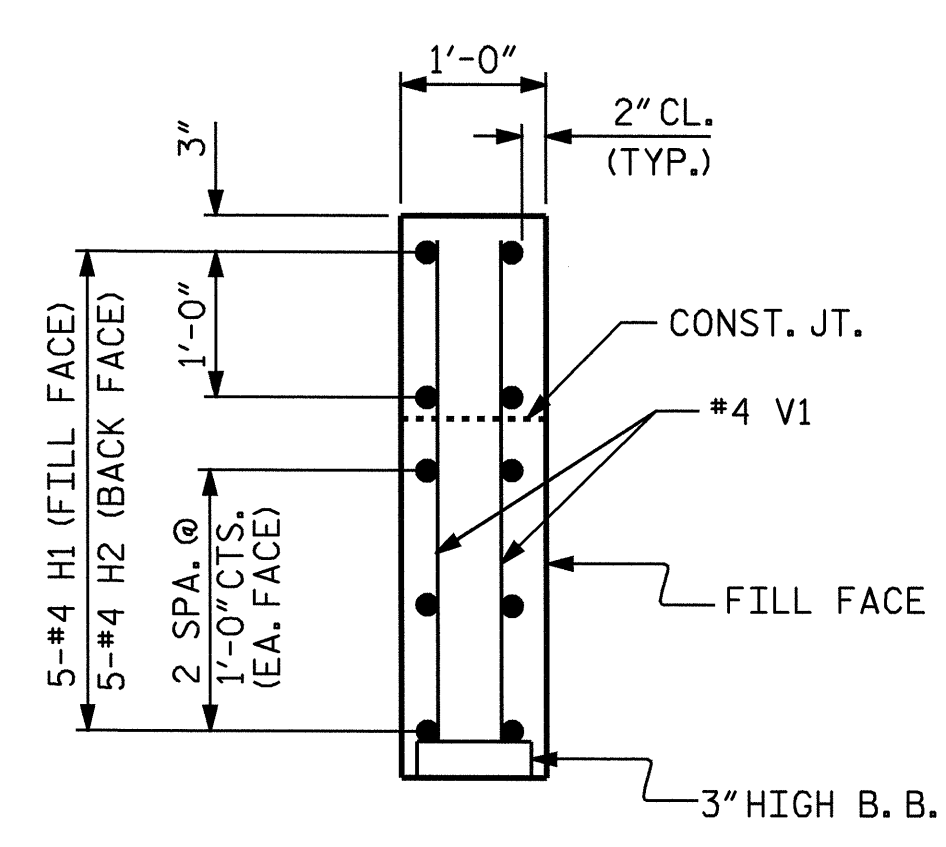 1'-0"
2" CL.
(TYP.)
3"
1'-0"
CONST. JT.
#4 V1
5-#4 H1 (FILL FACE)
5-#4 H2 (BACK FACE)
2 SPA. @
1'-0" CTS.
(EA. FACE)
FILL FACE
3" HIGH B. B.